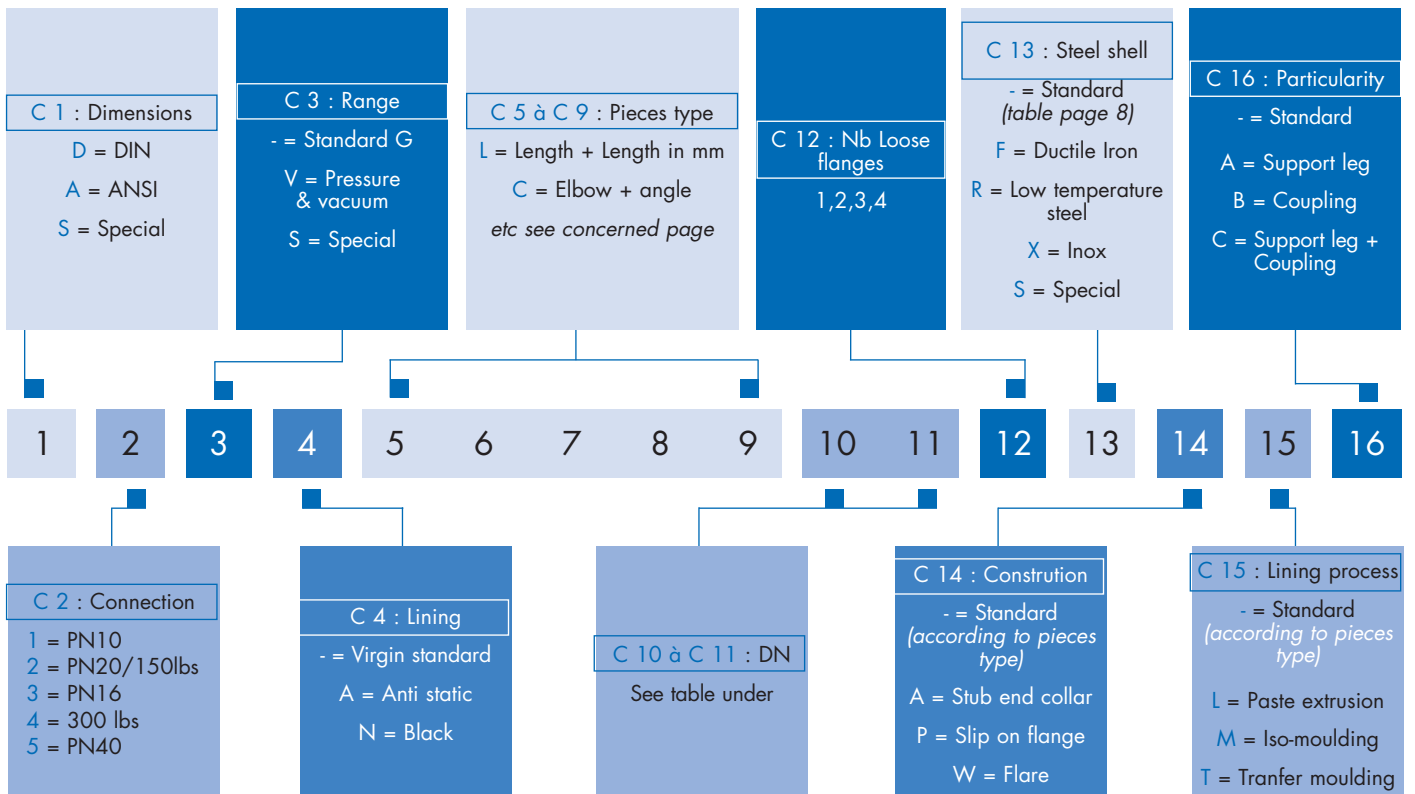 C 1 : Dimensions
D = DIN
A = ANSI
S = Special
C 3 : Range
- = Standard G
V = Pressure
& vacuum
S = Special
C 5 à C 9 : Pieces type
L = Length + Length in mm
C = Elbow + angle
etc see concerned page
C 12 : Nb Loose
flanges
1,2,3,4
C 13 : Steel shell
- = Standard
(table page 8)
F = Ductile Iron
R = Low temperature
steel
X = Inox
S = Special
C 16 : Particularity
- = Standard
A = Support leg
B = Coupling
C = Support leg +
Coupling
1 2 3 4 5 6 7 8 9 10 11 12 13 14 15 16
C 2 : Connection
1 = PN10
2 = PN20/150lbs
3 = PN16
4 = 300 lbs
5 = PN40
C 4 : Lining
- = Virgin standard
A = Anti static
N = Black
C 10 à C 11 : DN
See table under
C 14 : Constrution
- = Standard
(according to pieces
type)
A = Stub end collar
P = Slip on flange
W = Flare
C 15 : Lining process
- = Standard
(according to pieces
type)
L = Paste extrusion
M = Iso-moulding
T = Tranfer moulding